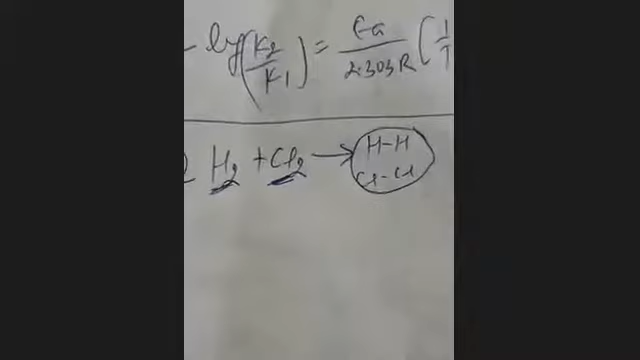 - log(K2/K1) = Ea/2.303R (1/T
H2 + Cl2 → H-H
Cl-Cl